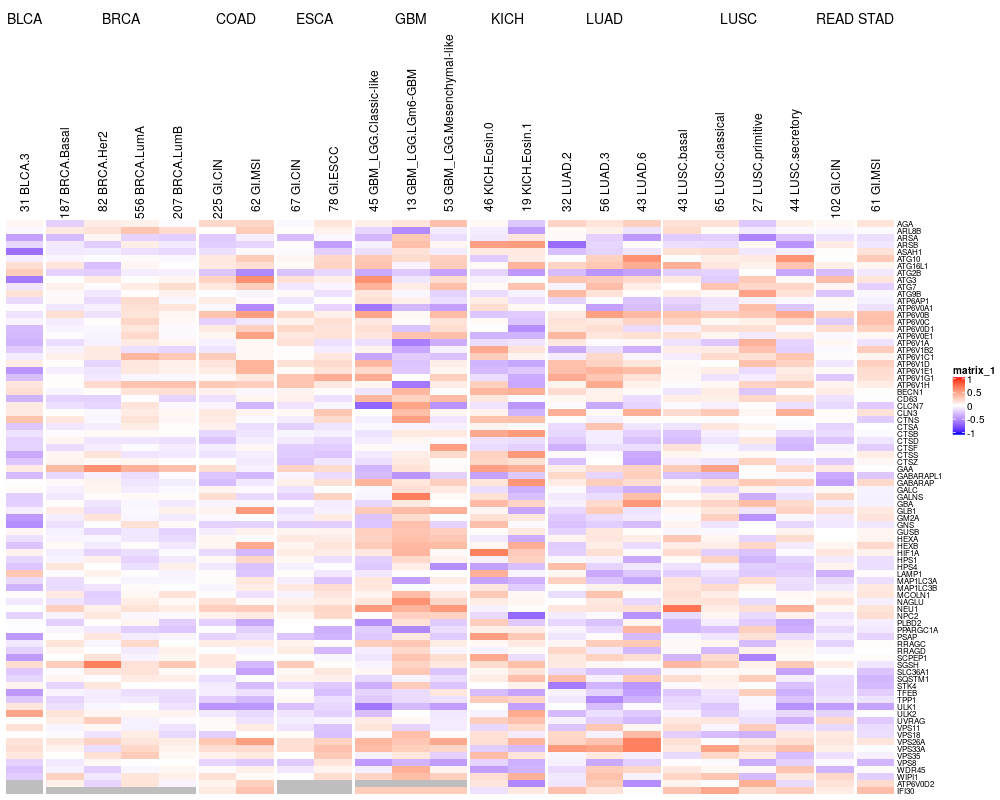 BLCA BRCA COAD ESCA GBM KICH LUAD LUSC READ STAD
31 BLCA.3
187 BRCA.Basal
82 BRCA.Her2
556 BRCA.LumA
207 BRCA.LumB
225 GI.CIN
62 GI.MSI
67 GI.CIN
78 GI.ESCC
45 GBM_LGG.Classic-like
13 GBM_LGG.LGm6-GBM
53 GBM_LGG.Mesenchymal-like
46 KICH.Eosin.0
19 KICH.Eosin.1
32 LUAD.2
56 LUAD.3
43 LUAD.6
43 LUSC.basal
65 LUSC.classical
27 LUSC.primitive
44 LUSC.secretory
102 GI.CIN
61 GI.MSI
AGA
ARL8B
ARSA
ARSB
ASAH1
ATG10
ATG16L1
ATG2B
ATG3
ATG7
ATG9B
ATP6AP1
ATP6V0A1
ATP6V0B
ATP6V0C
ATP6V0D1
ATP6V0E1
ATP6V1A
ATP6V1B2
ATP6V1C1
ATP6V1D
ATP6V1E1
ATP6V1G1
ATP6V1H
BECN1
CD63
CLCN7
CLN3
CTNS
CTSA
CTSB
CTSD
CTSF
CTSS
CTSZ
GAA
GABARAPL1
GABARAP
GALC
GALNS
GBA
GLB1
GM2A
GNS
GUSB
HEXA
HEXB
HIF1A
HPS1
HPS4
LAMP1
MAP1LC3A
MAP1LC3B
MCOLN1
NAGLU
NEU1
NPC2
PLBD2
PPARGC1A
PSAP
RRAGC
RRAGD
SCPEP1
SGSH
SLC36A1
SQSTM1
STK4
TFEB
TPP1
ULK1
ULK2
UVRAG
VPS11
VPS18
VPS26A
VPS33A
VPS35
VPS8
WDR45
WIPI1
ATP6V0D2
IFI30
matrix_1
1
0.5
0
-0.5
-1